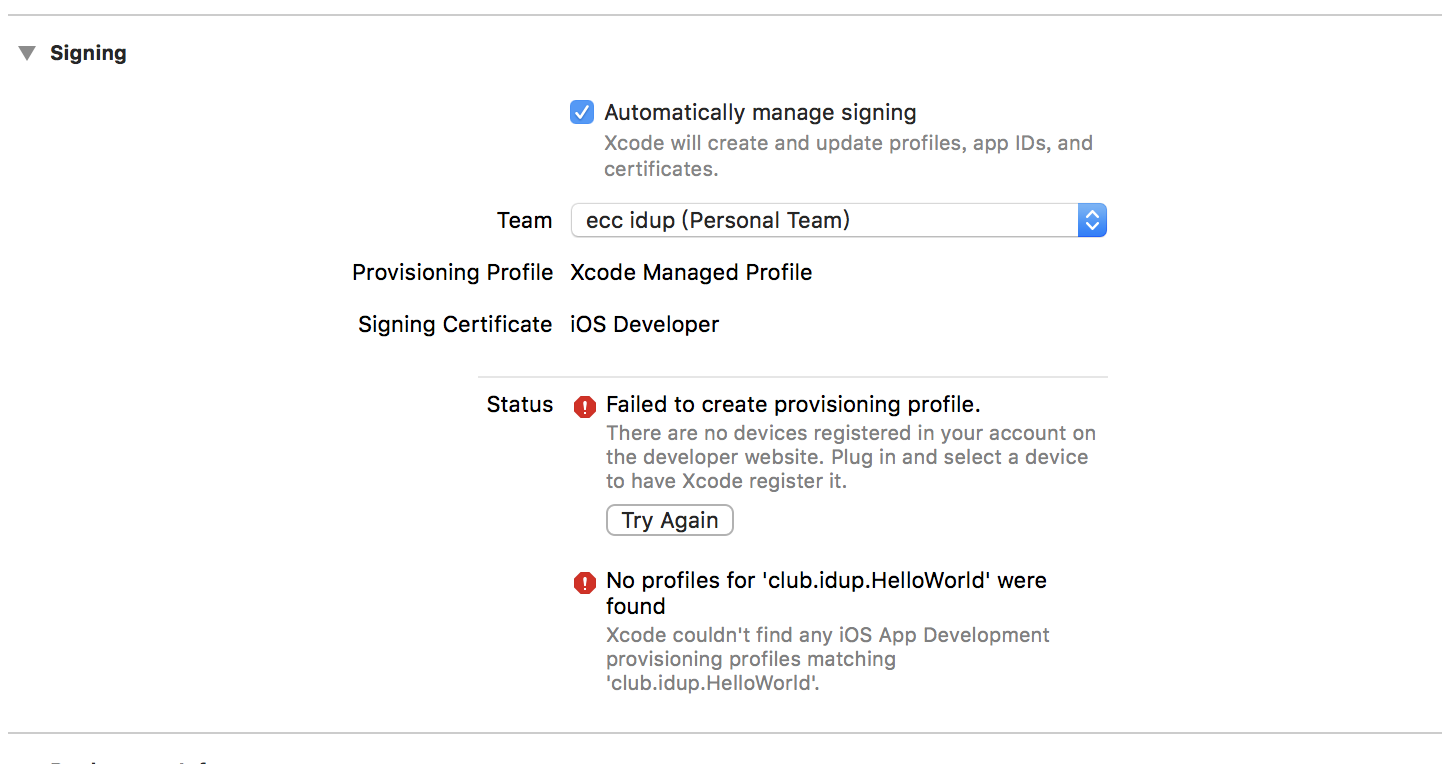 Signing
Automatically manage signing
Xcode will create and update profiles, app IDs, and
certificates.
Team ecc idup (Personal Team)
Provisioning Profile Xcode Managed Profile
Signing Certificate iOS Developer
Status Failed to create provisioning profile.
There are no devices registered in your account on
the developer website. Plug in and select a device
to have Xcode register it.
Try Again
No profiles for 'club.idup.HelloWorld' were
found
Xcode couldn't find any iOS App Development
provisioning profiles matching
'club.idup.HelloWorld'.